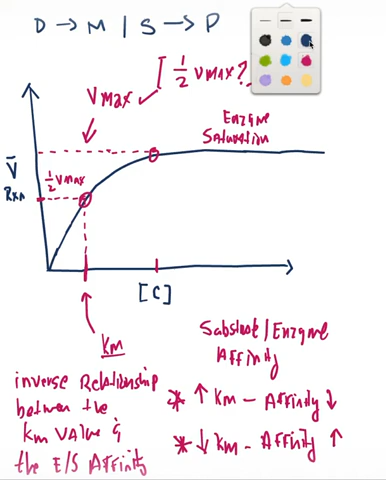 D → M | S → P
[ 1/2 VMAX?
VMAX
Enzyme
Saturation
V
Rxn
1/2 VMAX
[C]
Km
Substrate/Enzyme
Affinity
inverse Relationship
between the
Km value &
the E/S Affinity
* ↑ Km – Affinity ↓
* ↓ Km – Affinity ↑